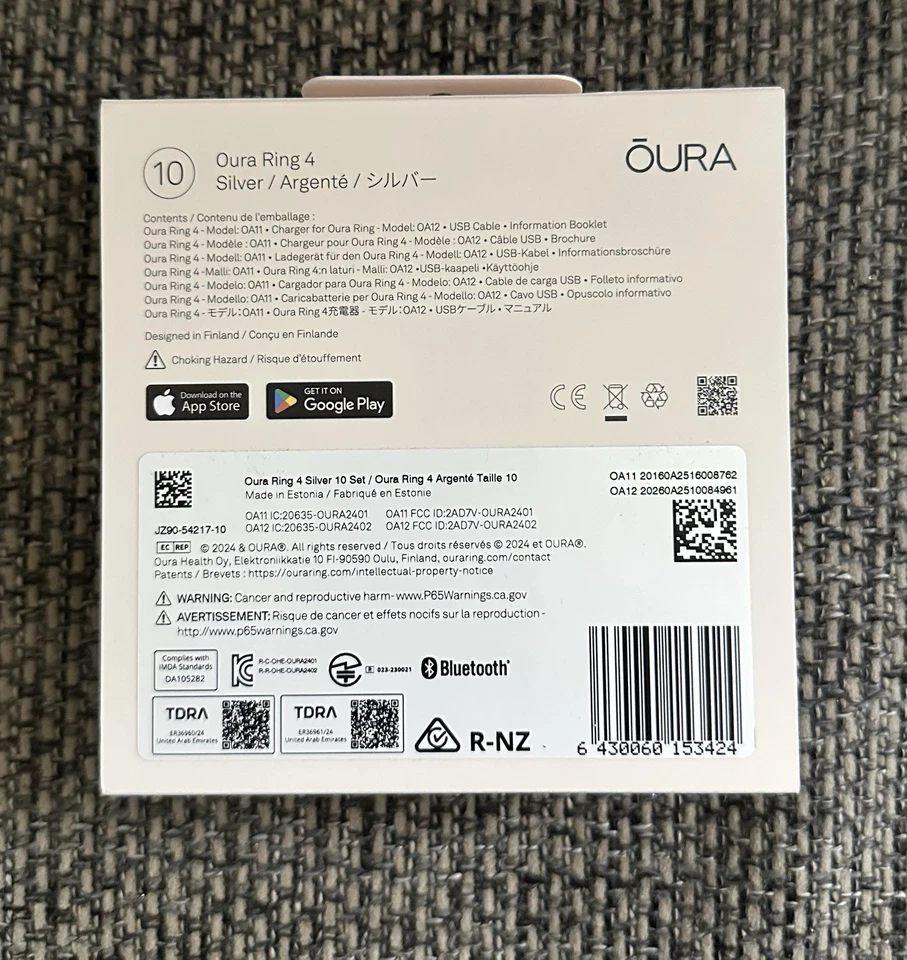 10
Oura Ring 4
Silver / Argenté / シルバー
ŌURA
Contents / Contenu de l'emballage :
Oura Ring 4 - Model: OA11 • Charger for Oura Ring - Model: OA12 • USB Cable • Information Booklet
Oura Ring 4 - Modèle : OA11 • Chargeur pour Oura Ring 4 - Modèle : OA12 • Câble USB • Brochure
Oura Ring 4 - Modell: OA11 • Ladegerät für den Oura Ring 4 - Modell: OA12 • USB-Kabel • Informationsbroschüre
Oura Ring 4 -Malli: OA11 • Oura Ring 4:n laturi - Malli: OA12 •USB-kaapeli •Käyttöohje
Oura Ring 4 - Modelo: OA11 • Cargador para Oura Ring 4 - Modelo: OA12 • Cable de carga USB • Folleto informativo
Oura Ring 4 - Modello: OA11 • Caricabatterie per Oura Ring 4 - Modello: OA12 • Cavo USB • Opuscolo informativo
Oura Ring 4 - モデル：OA11 • Oura Ring 4充電器 - モデル：OA12 • USBケーブル • マニュアル
Designed in Finland / Conçu en Finlande
Choking Hazard / Risque d'étouffement
Download on the
App Store
GET IT ON
Google Play
CE
Oura Ring 4 Silver 10 Set / Oura Ring 4 Argenté Taille 10
Made in Estonia / Fabriqué en Estonie
OA11 20160A2516008762
OA12 20260A2510084961
OA11 IC:20635-OURA2401 OA11 FCC ID:2AD7V-OURA2401
OA12 IC:20635-OURA2402 OA12 FCC ID:2AD7V-OURA2402
JZ90-54217-10
EC REP © 2024 & OURA®. All rights reserved / Tous droits réservés © 2024 et OURA®.
Oura Health Oy, Elektroniikkatie 10 FI-90590 Oulu, Finland, ouraring.com/contact
Patents / Brevets : https://ouraring.com/intellectual-property-notice
WARNING: Cancer and reproductive harm- www.P65Warnings.ca.gov
AVERTISSEMENT: Risque de cancer et effets nocifs sur la reproduction -
http://www.p65warnings.ca.gov
Complies with
IMDA Standards
DA105282
R-C-OHE-OURA2401
R-R-OHE-OURA2402
R 023-230021
Bluetooth®
TDRA
ER36960/24
United Arab Emirates
TDRA
ER36961/24
United Arab Emirates
R-NZ
6 430060 153424